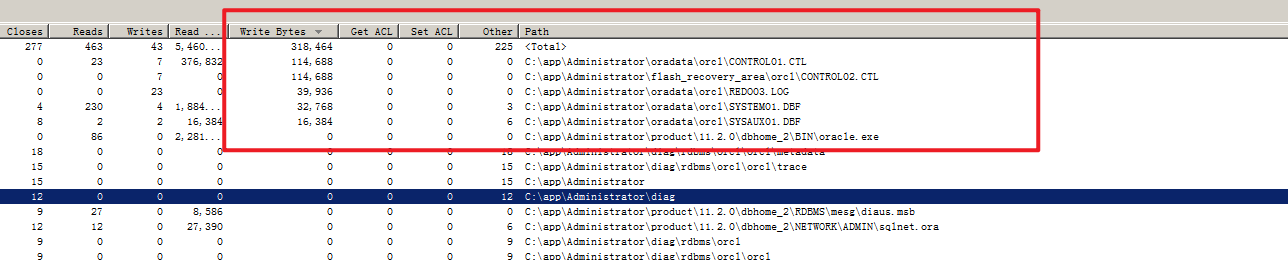 Closes Reads Writes Read ... Write Bytes Get ACL Set ACL Other Path
277 463 43 5,460... 318,464 0 0 225 <Total>
0 23 7 376,832 114,688 0 0 0 C:\app\Administrator\oradata\orcl\CONTROL01.CTL
0 0 7 0 114,688 0 0 0 C:\app\Administrator\flash_recovery_area\orcl\CONTROL02.CTL
0 0 23 0 39,936 0 0 0 C:\app\Administrator\oradata\orcl\REDO03.LOG
4 230 4 1,884... 32,768 0 0 3 C:\app\Administrator\oradata\orcl\SYSTEM01.DBF
8 2 2 16,384 16,384 0 0 6 C:\app\Administrator\oradata\orcl\SYSAUX01.DBF
0 86 0 2,281... 0 0 0 0 C:\app\Administrator\product\11.2.0\dbhome_2\BIN\oracle.exe
18 0 0 0 0 0 0 18 C:\app\Administrator\diag\rdbms\orcl\orcl\metadata
15 0 0 0 0 0 0 15 C:\app\Administrator\diag\rdbms\orcl\orcl\trace
15 0 0 0 0 0 0 15 C:\app\Administrator
12 0 0 0 0 0 0 12 C:\app\Administrator\diag
9 27 0 8,586 0 0 0 0 C:\app\Administrator\product\11.2.0\dbhome_2\RDBMS\mesg\diaus.msb
12 12 0 27,390 0 0 0 6 C:\app\Administrator\product\11.2.0\dbhome_2\NETWORK\ADMIN\sqlnet.ora
9 0 0 0 0 0 0 9 C:\app\Administrator\diag\rdbms\orcl
9 0 0 0 0 0 0 9 C:\app\Administrator\diag\rdbms\orcl\orcl